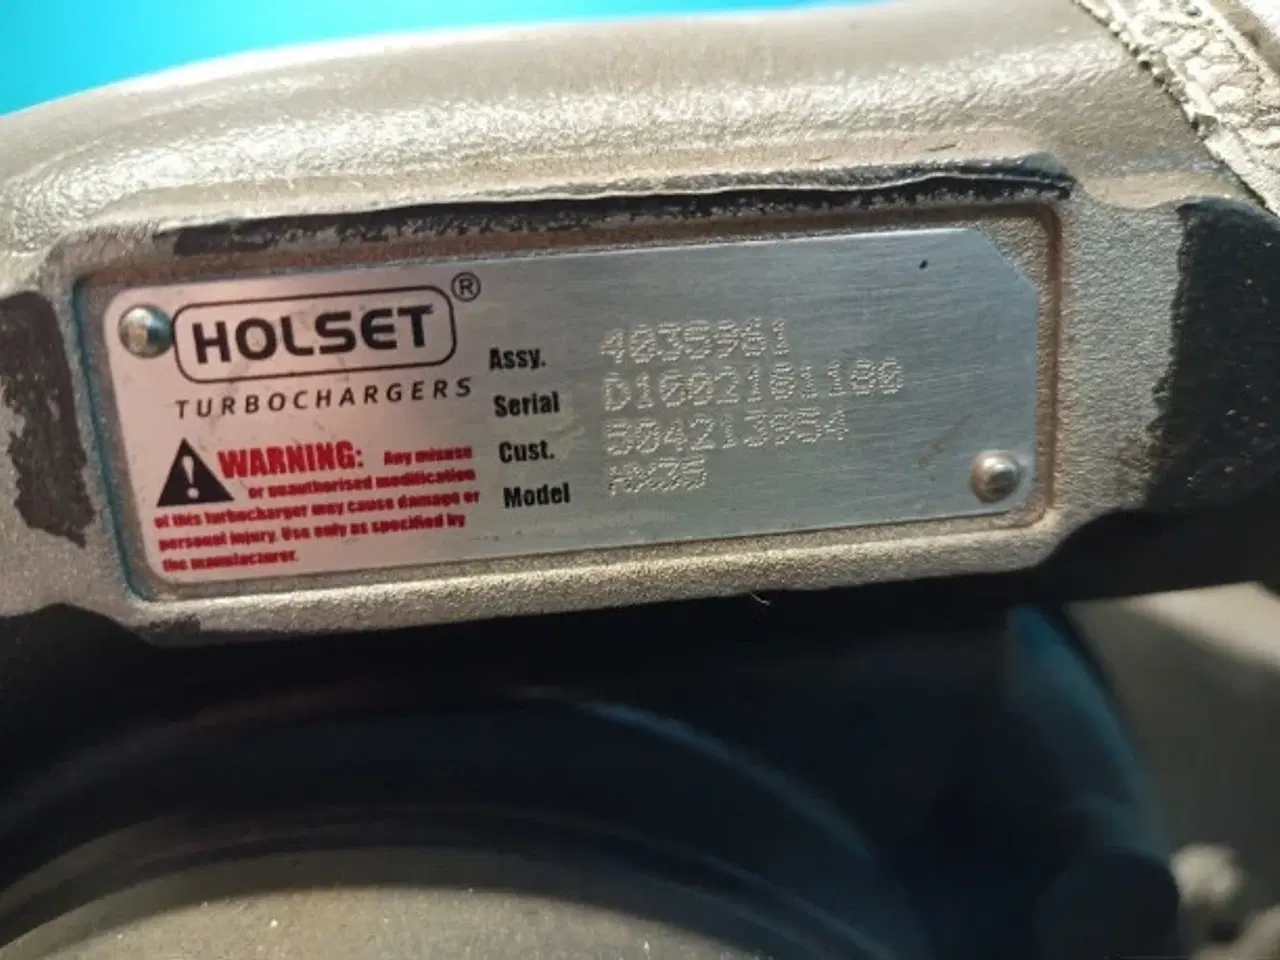 HOLSET®
TURBOCHARGERS
WARNING: Any misuse
or unauthorised modification
of this turbocharger may cause damage or
personal injury. Use only as specified by
the manufacturer.
Assy. 4035961
Serial D1602181180
Cust. 504213854
Model HX35